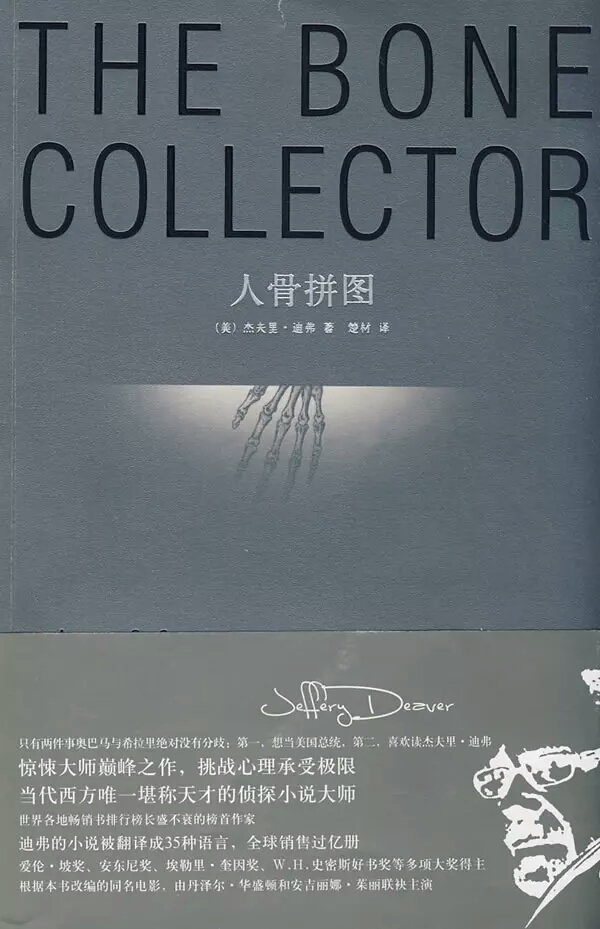 THE BONE
COLLECTOR
人骨拼图
(美) 杰夫里·迪弗 著 楚材 译
Jeffery Deaver
只有两件事奥巴马与希拉里绝对没有分歧：第一，想当美国总统，第二，喜欢读杰夫里·迪弗
惊悚大师巅峰之作，挑战心理承受极限
当代西方唯一堪称天才的侦探小说大师
世界各地畅销书排行榜长盛不衰的榜首作家
迪弗的小说被翻译成35种语言，全球销售过亿册
爱伦·坡奖、安东尼奖、埃勒里·奎因奖、W.H.史密斯好书奖等多项大奖得主
根据本书改编的同名电影，由丹泽尔·华盛顿和安吉丽娜·茱丽联袂主演